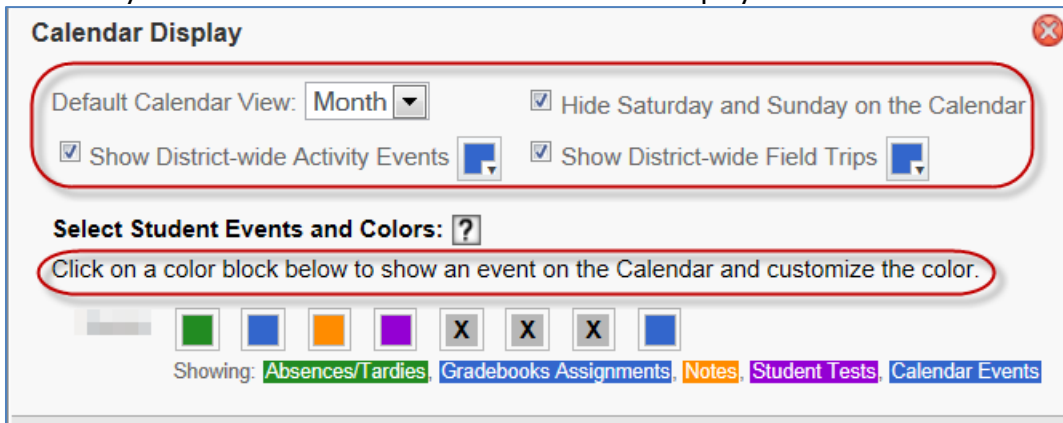 Calendar Display
Default Calendar View: Month Hide Saturday and Sunday on the Calendar
Show District-wide Activity Events Show District-wide Field Trips
Select Student Events and Colors: ?
Click on a color block below to show an event on the Calendar and customize the color.
X X X
Showing: Absences/Tardies, Gradebooks Assignments, Notes, Student Tests, Calendar Events